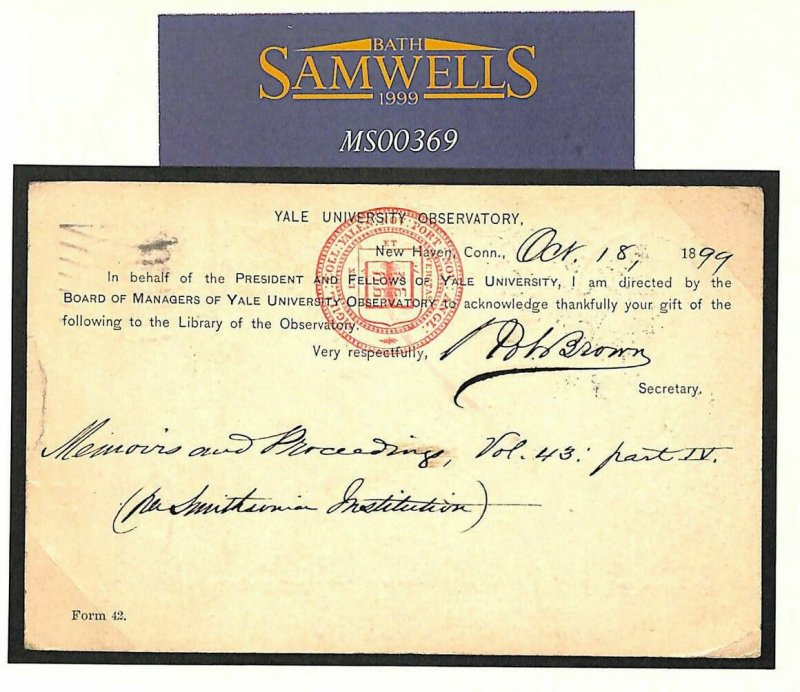 BATH
SAMWELLS
1999
MS00369
YALE UNIVERSITY OBSERVATORY,
New Haven, Conn., Oct. 18, 1899
In behalf of the President and Fellows of Yale University, I am directed by the
Board of Managers of Yale University Observatory to acknowledge thankfully your gift of
the following to the Library of the Observatory.
Very respectfully, Rob. Brown
Secretary.
Memoirs and Proceedings, Vol. 43: part IV.
(per Smithsonian Institution)
Form 42.